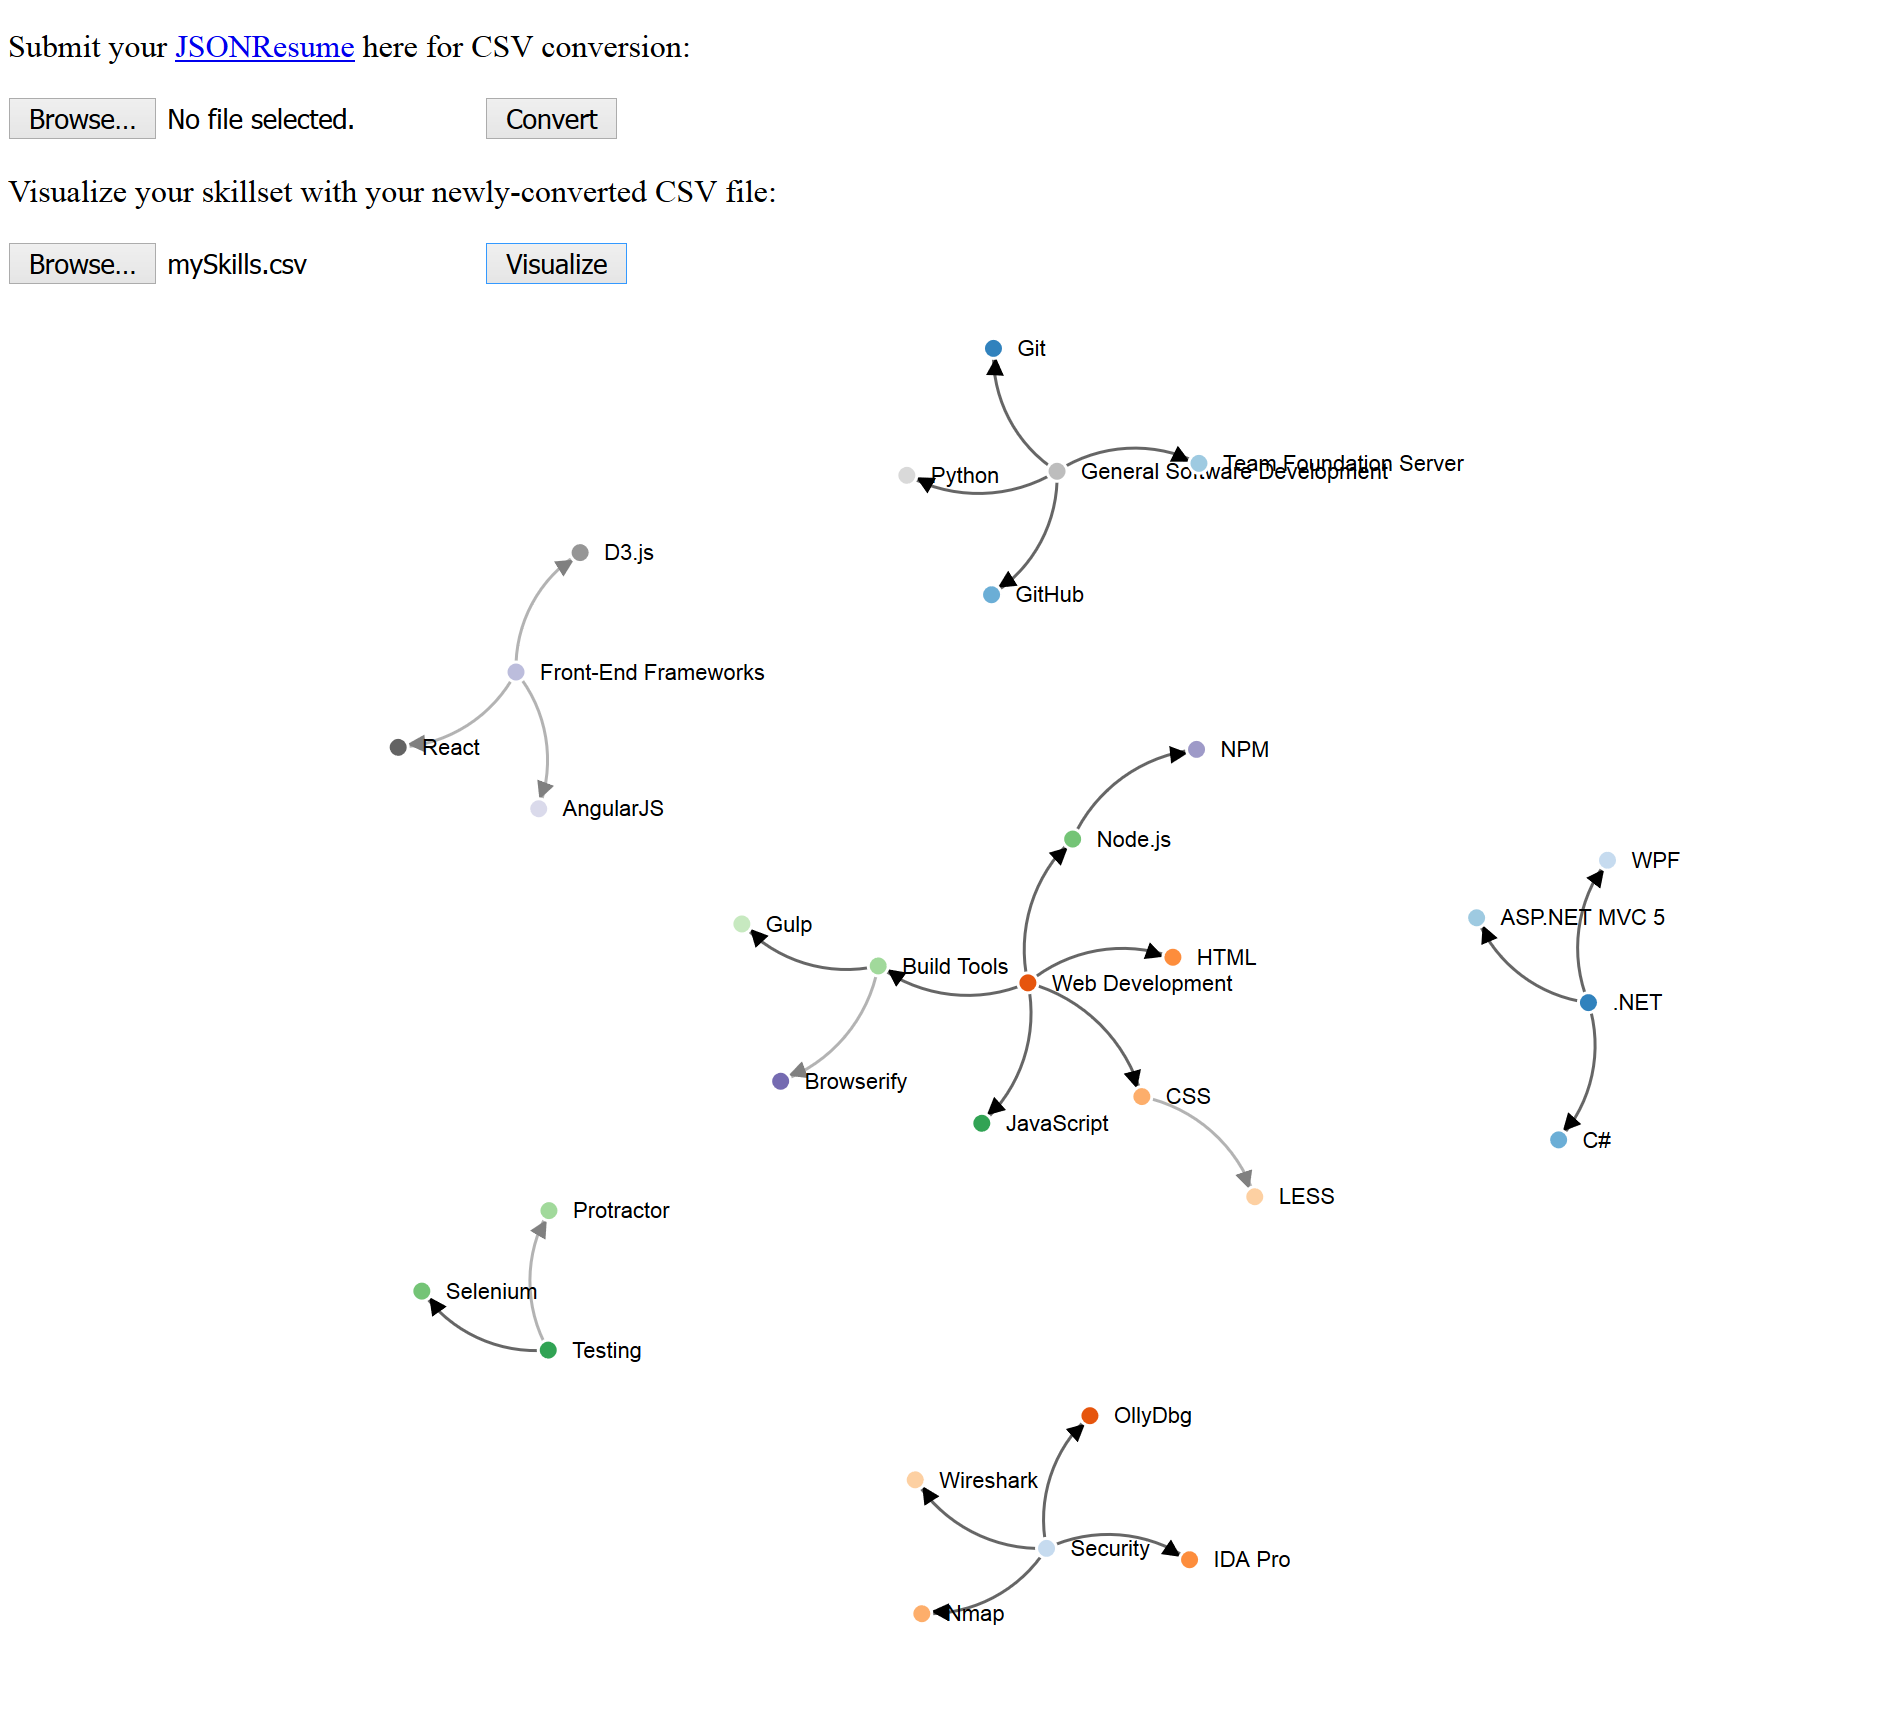 Submit your JSONResume here for CSV conversion:
Browse... No file selected. Convert
Visualize your skillset with your newly-converted CSV file:
Browse... mySkills.csv Visualize
Git
Team Foundation Server
General Software Development
Python
D3.js
GitHub
Front-End Frameworks
React
NPM
AngularJS
Node.js
WPF
ASP.NET MVC 5
Gulp
HTML
Build Tools
Web Development
.NET
Browserify
CSS
JavaScript
C#
LESS
Protractor
Selenium
Testing
OllyDbg
Wireshark
Security
IDA Pro
Nmap